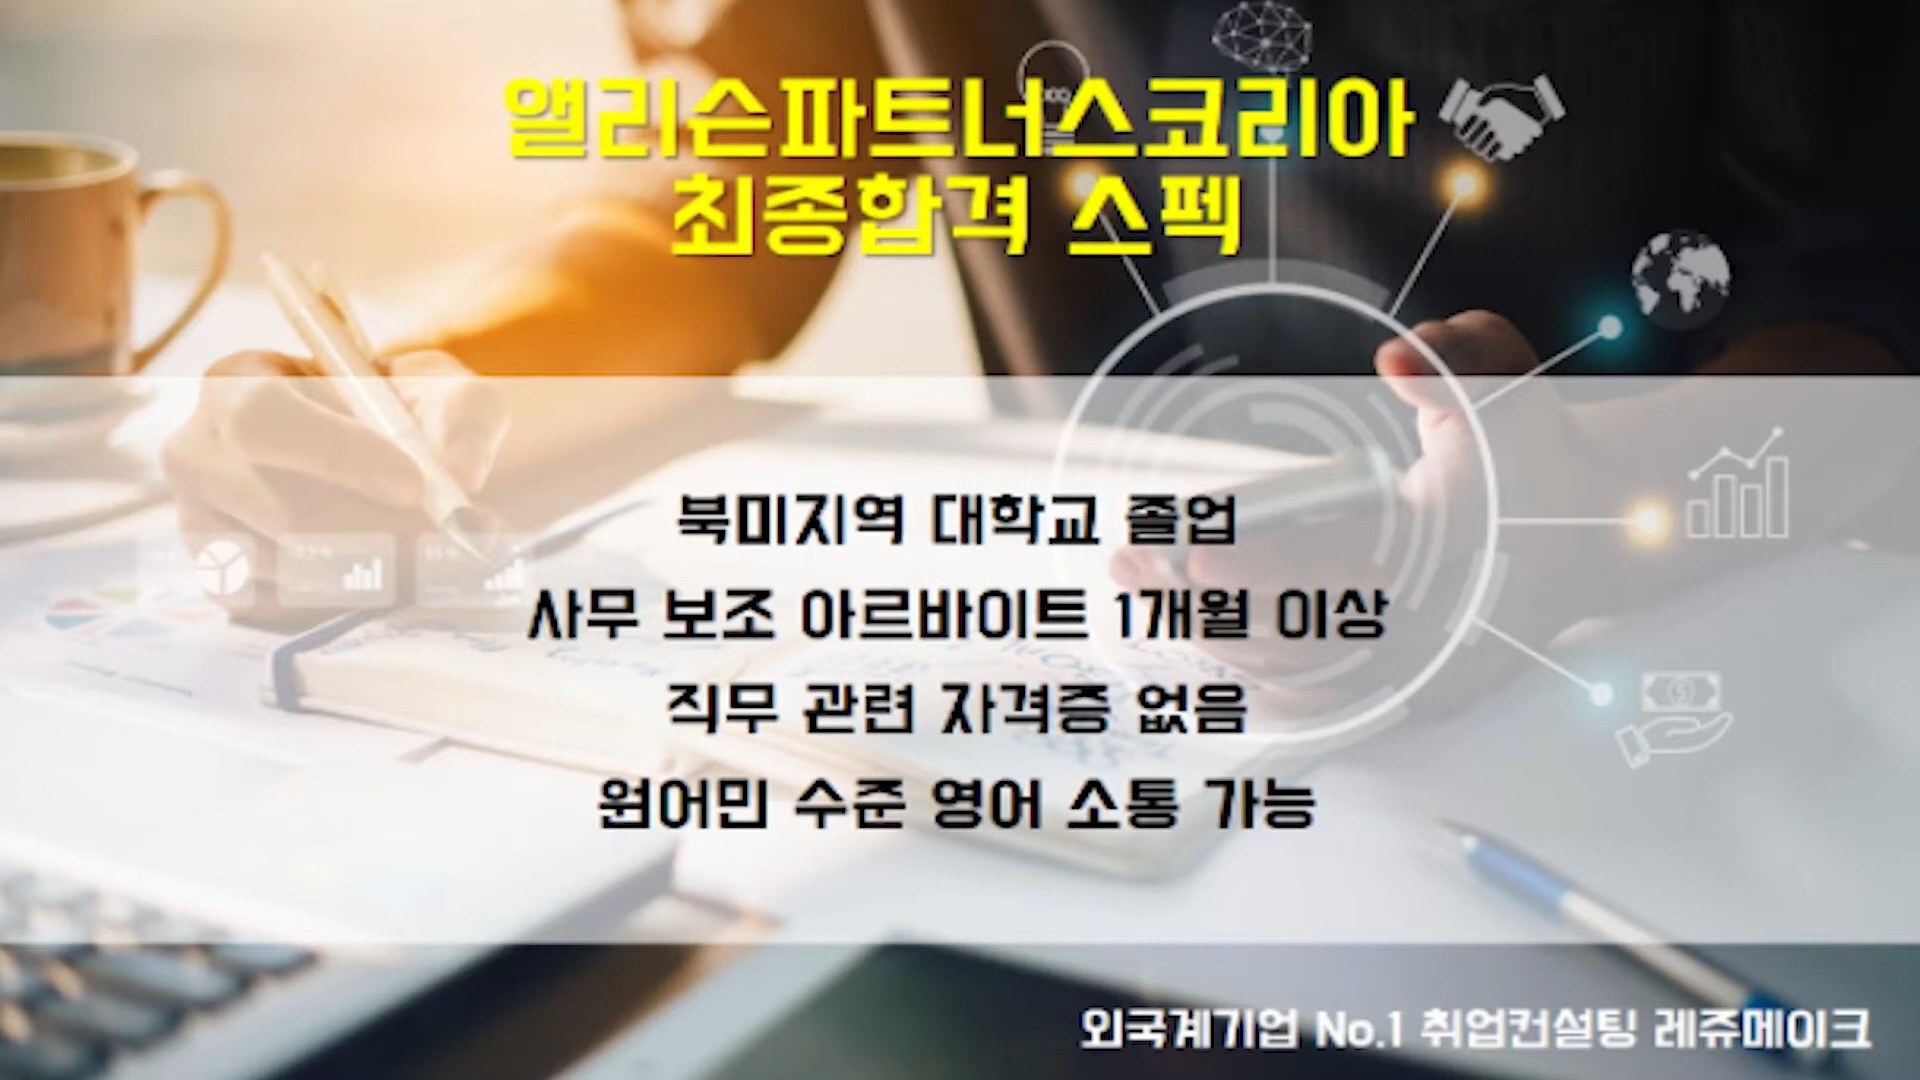 앨리슨파트너스코리아
최종합격 스펙
북미지역 대학교 졸업
사무 보조 아르바이트 1개월 이상
직무 관련 자격증 없음
원어민 수준 영어 소통 가능
외국계기업 No.1 취업컨설팅 레쥬메이크